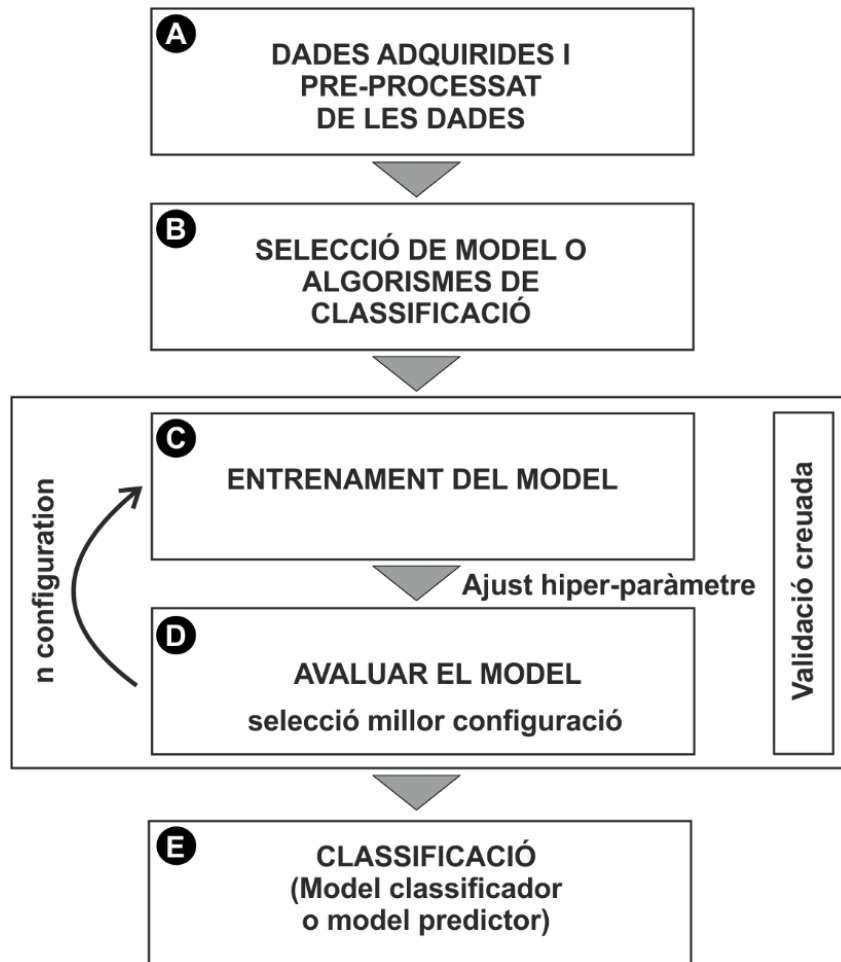 A
DADES ADQUIRIDES I
PRE-PROCESSAT
DE LES DADES
B
SELECCIÓ DE MODEL O
ALGORISMES DE
CLASSIFICACIÓ
n configuration
C
ENTRENAMENT DEL MODEL
Ajust hiper-paràmetre
D
AVALUAR EL MODEL
selecció millor configuració
Validació creuada
E
CLASSIFICACIÓ
(Model classificador
o model predictor)